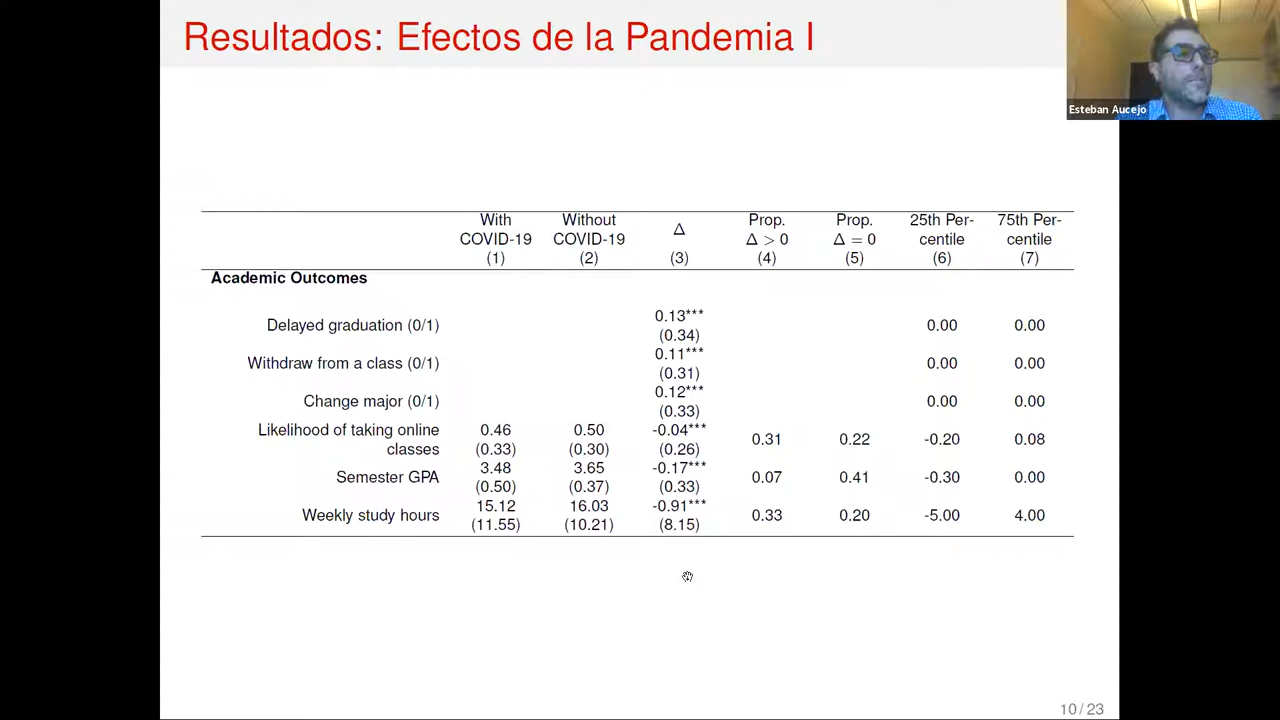 Resultados: Efectos de la Pandemia I
Esteban Aucejo
With Without Δ Prop. Prop. 25th Per- 75th Per-
COVID-19 COVID-19 Δ > 0 Δ = 0 centile centile
(1) (2) (3) (4) (5) (6) (7)
Academic Outcomes
Delayed graduation (0/1) 0.13*** 0.00 0.00
(0.34)
Withdraw from a class (0/1) 0.11*** 0.00 0.00
(0.31)
Change major (0/1) 0.12*** 0.00 0.00
(0.33)
Likelihood of taking online 0.46 0.50 -0.04*** 0.31 0.22 -0.20 0.08
classes (0.33) (0.30) (0.26)
Semester GPA 3.48 3.65 -0.17*** 0.07 0.41 -0.30 0.00
(0.50) (0.37) (0.33)
Weekly study hours 15.12 16.03 -0.91*** 0.33 0.20 -5.00 4.00
(11.55) (10.21) (8.15)
10 / 23